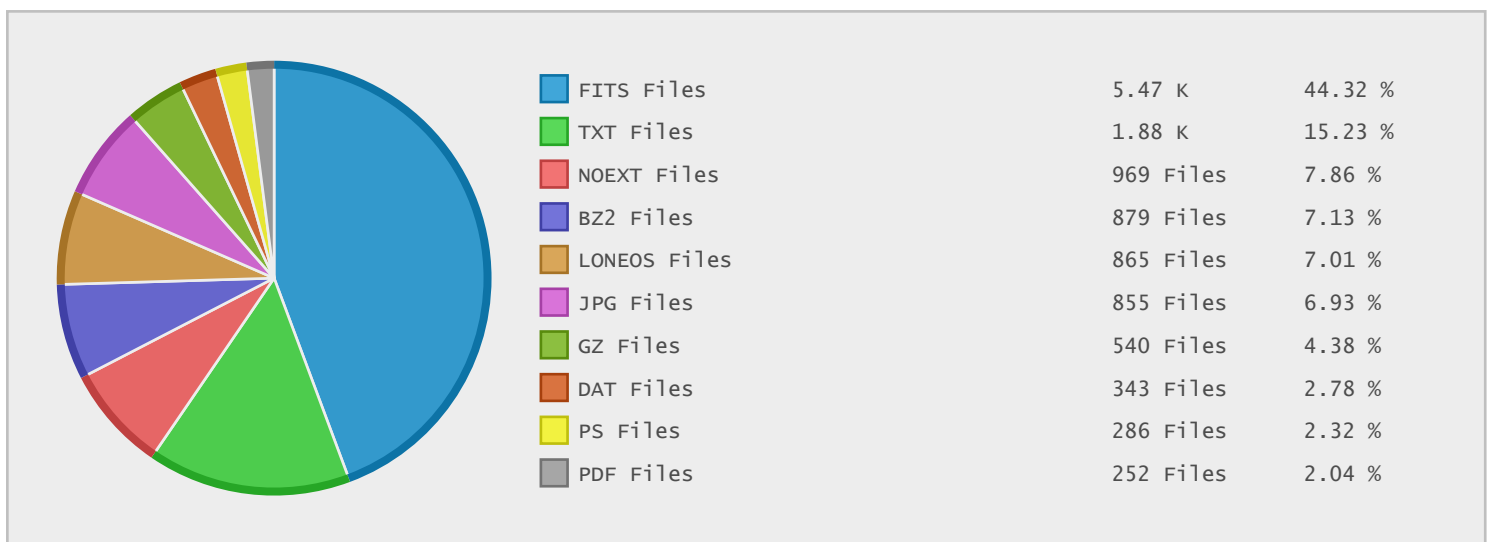 FITS Files 5.47 K 44.32 %
TXT Files 1.88 K 15.23 %
NOEXT Files 969 Files 7.86 %
BZ2 Files 879 Files 7.13 %
LONEOS Files 865 Files 7.01 %
JPG Files 855 Files 6.93 %
GZ Files 540 Files 4.38 %
DAT Files 343 Files 2.78 %
PS Files 286 Files 2.32 %
PDF Files 252 Files 2.04 %